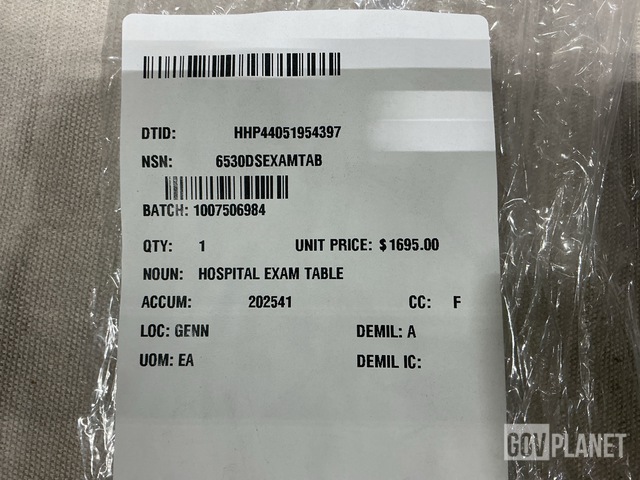 DTID: HHP44051954397
NSN: 6530DSEXAMTAB
BATCH: 1007506984
QTY: 1 UNIT PRICE: $1695.00
NOUN: HOSPITAL EXAM TABLE
ACCUM: 202541 CC: F
LOC: GENN DEMIL: A
UOM: EA DEMIL IC:
GOVPLANET